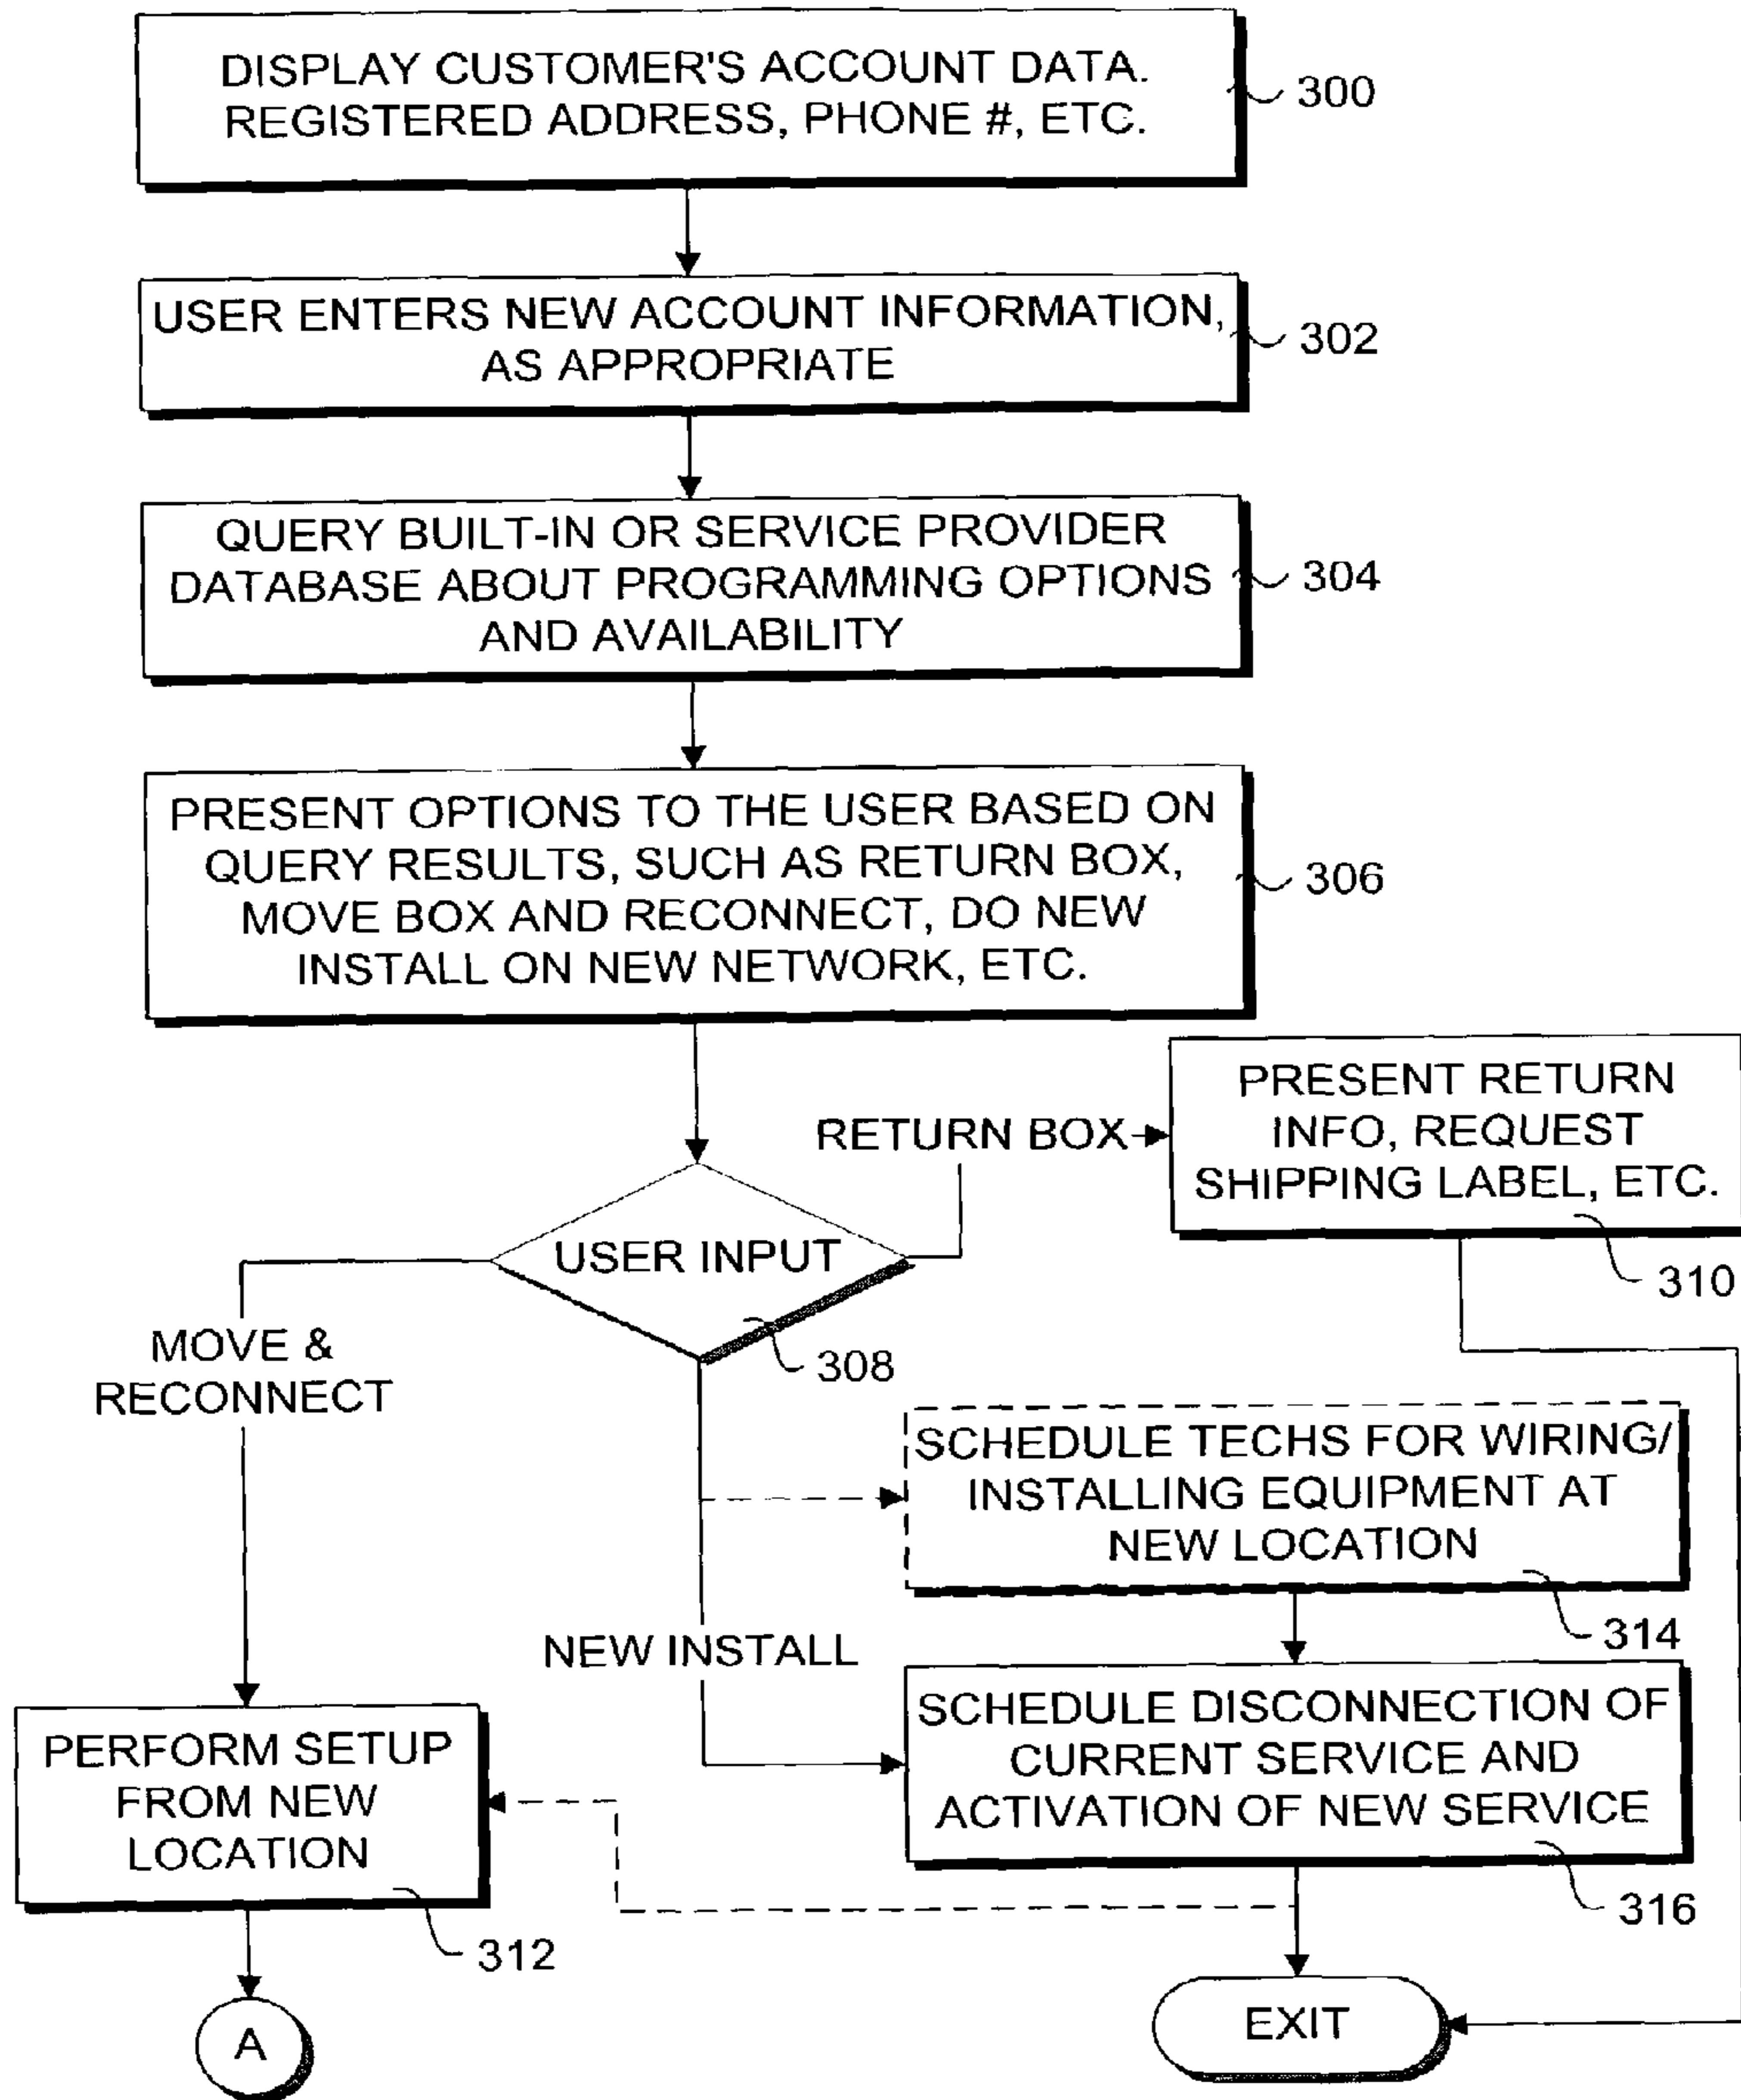 DISPLAY CUSTOMER'S ACCOUNT DATA.
REGISTERED ADDRESS, PHONE #, ETC.
300
USER ENTERS NEW ACCOUNT INFORMATION,
AS APPROPRIATE
302
QUERY BUILT-IN OR SERVICE PROVIDER
DATABASE ABOUT PROGRAMMING OPTIONS
AND AVAILABILITY
304
PRESENT OPTIONS TO THE USER BASED ON
QUERY RESULTS, SUCH AS RETURN BOX,
MOVE BOX AND RECONNECT, DO NEW
INSTALL ON NEW NETWORK, ETC.
306
RETURN BOX
PRESENT RETURN
INFO, REQUEST
SHIPPING LABEL, ETC.
310
USER INPUT
308
MOVE &
RECONNECT
SCHEDULE TECHS FOR WIRING/
INSTALLING EQUIPMENT AT
NEW LOCATION
314
NEW INSTALL
SCHEDULE DISCONNECTION OF
CURRENT SERVICE AND
ACTIVATION OF NEW SERVICE
316
PERFORM SETUP
FROM NEW
LOCATION
312
A
EXIT